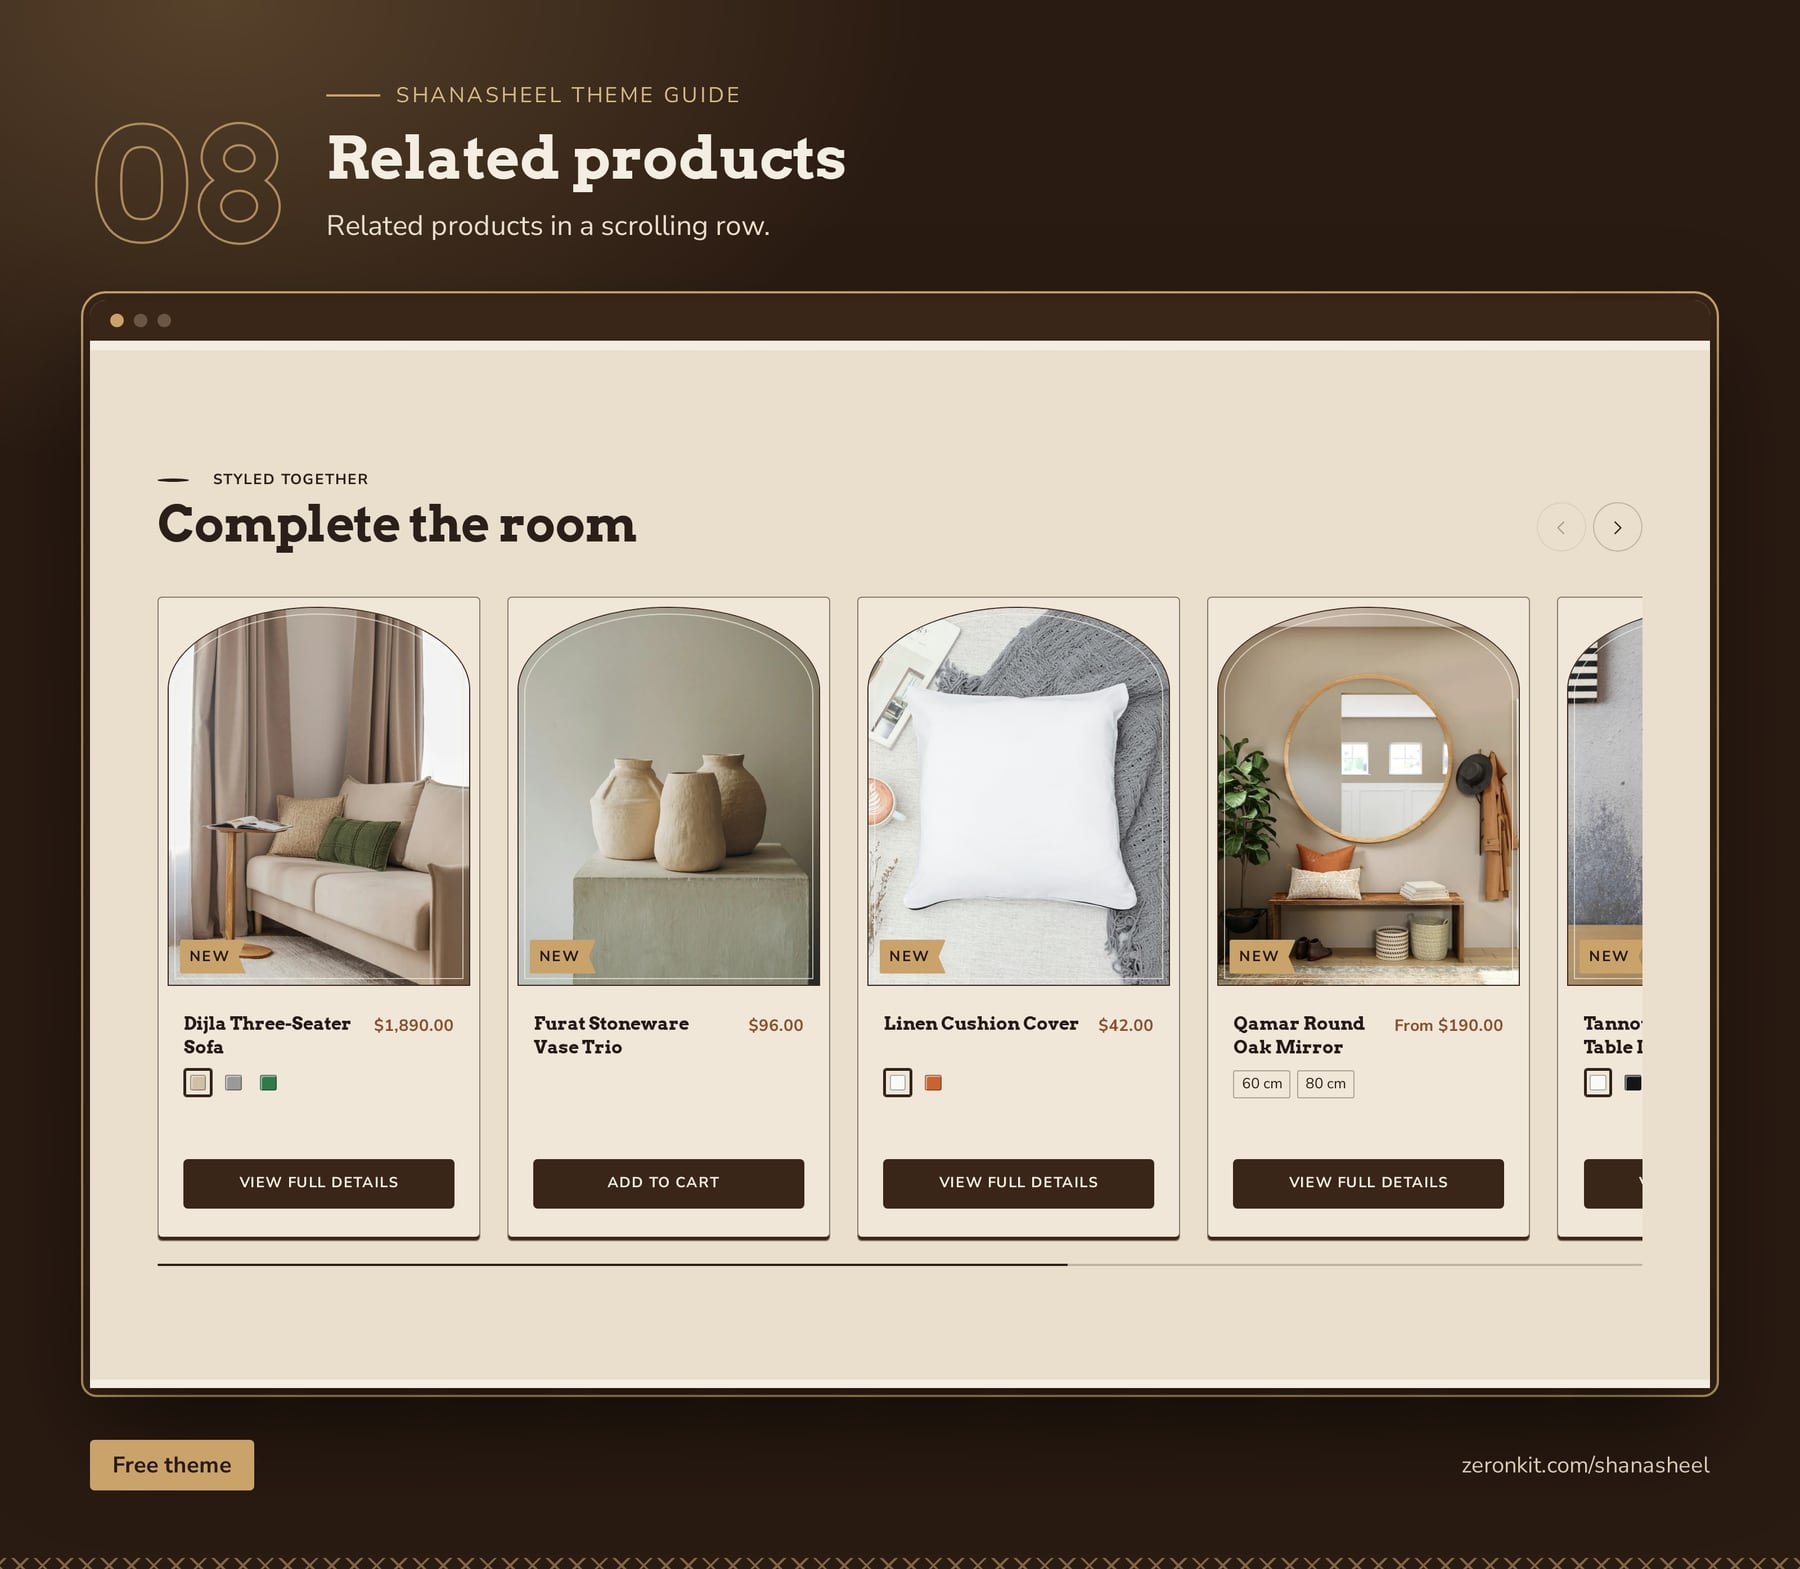 08
SHANASHEEL THEME GUIDE
Related products
Related products in a scrolling row.
STYLED TOGETHER
Complete the room
NEW
NEW
NEW
NEW
NEW
Dijla Three-Seater
Sofa
$1,890.00
Furat Stoneware
Vase Trio
$96.00
Linen Cushion Cover
$42.00
Qamar Round
Oak Mirror
From $190.00
60 cm
80 cm
Table
VIEW FULL DETAILS
ADD TO CART
VIEW FULL DETAILS
VIEW FULL DETAILS
Free theme
zeronkit.com/shanasheel